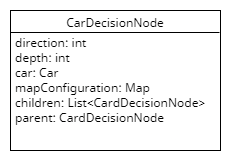 CarDecisionNode
direction: int
depth: int
car: Car
mapConfiguration: Map
children: List<CardDecisionNode>
parent: CardDecisionNode